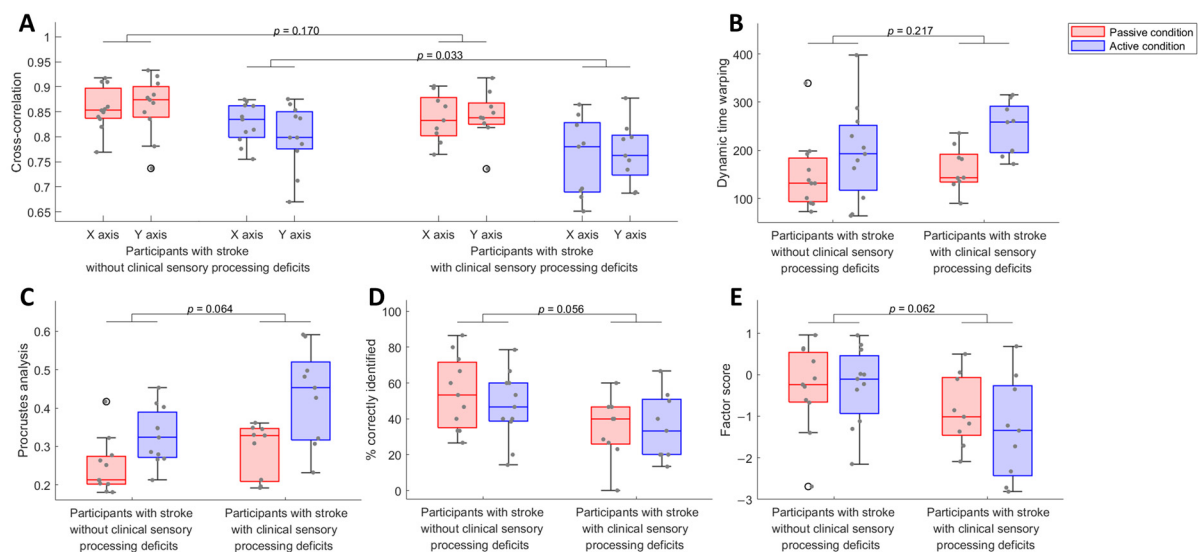 A
p = 0.170
p = 0.033
1
0.95
0.90
0.85
0.8
0.75
0.7
0.65
Cross-correlation
X axis Y axis X axis Y axis X axis Y axis X axis Y axis
Participants with stroke
without clinical sensory processing deficits
Participants with stroke
with clinical sensory processing deficits
B
p = 0.217
400
300
200
100
Dynamic time warping
Participants with stroke
without clinical sensory
processing deficits
Participants with stroke
with clinical sensory
processing deficits
Passive condition
Active condition
C
p = 0.064
0.6
0.5
0.4
0.3
0.2
Procrustes analysis
Participants with stroke
without clinical sensory
processing deficits
Participants with stroke
with clinical sensory
processing deficits
D
p = 0.056
100
80
60
40
20
0
% correctly identified
Participants with stroke
without clinical sensory
processing deficits
Participants with stroke
with clinical sensory
processing deficits
E
p = 0.062
1
0
−1
−2
−3
Factor score
Participants with stroke
without clinical sensory
processing deficits
Participants with stroke
with clinical sensory
processing deficits